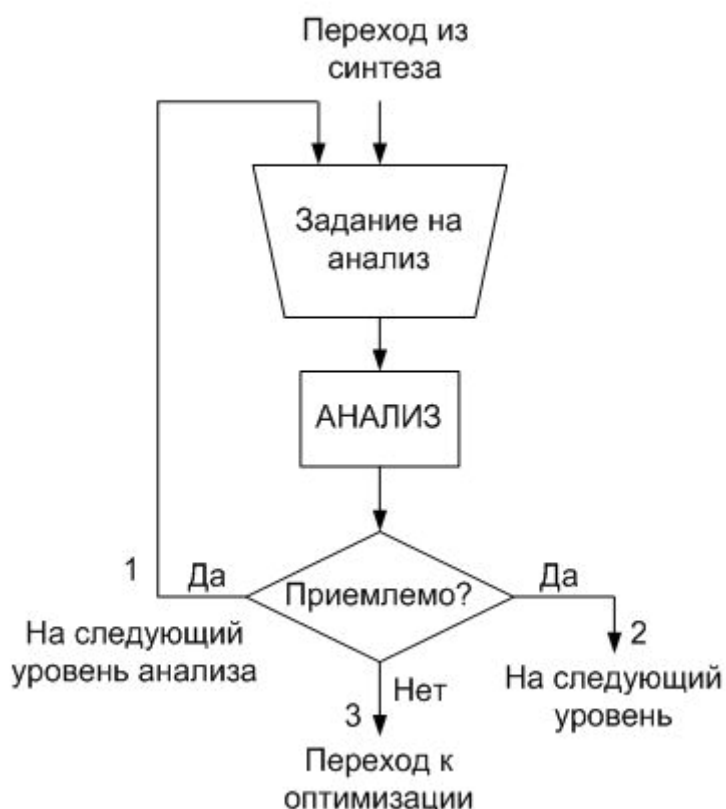 Переход из
синтеза
Задание на
анализ
АНАЛИЗ
Приемлемо?
1
Да
На следующий
уровень анализа
Да
2
На следующий
уровень
Нет
3
Переход к
оптимизации